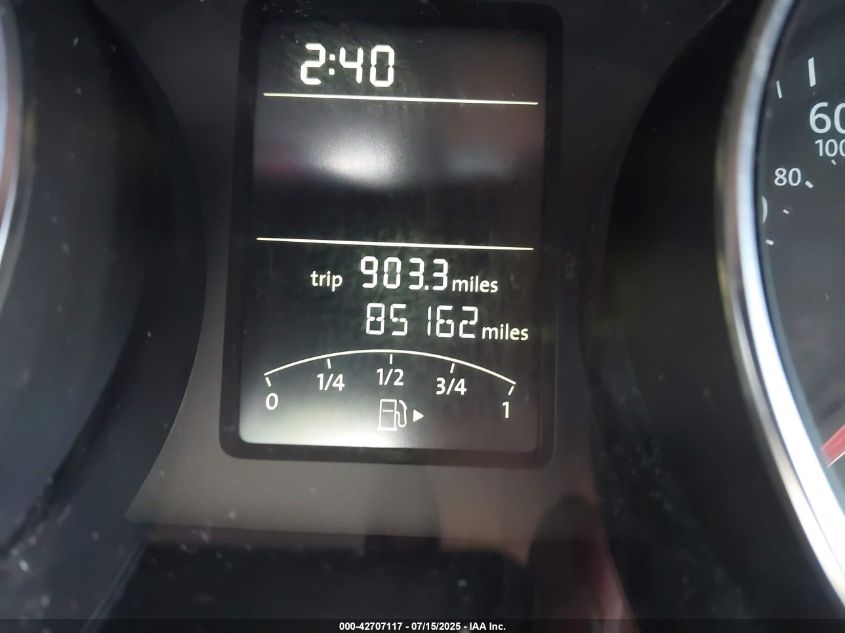 2:40
60
100
80
trip 903.3 miles
85162 miles
0 1/4 1/2 3/4 1
000-42707117 - 07/15/2025 - IAA Inc.